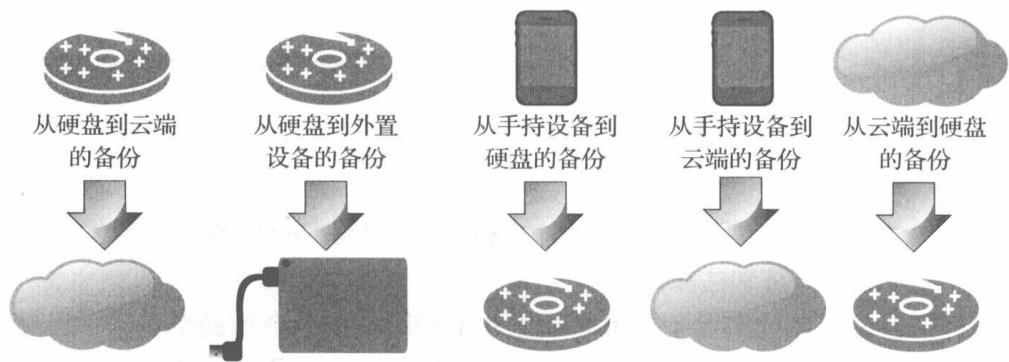 从硬盘到云端
的备份
从硬盘到外置
设备的备份
从手持设备到
硬盘的备份
从手持设备到
云端的备份
从云端到硬盘
的备份